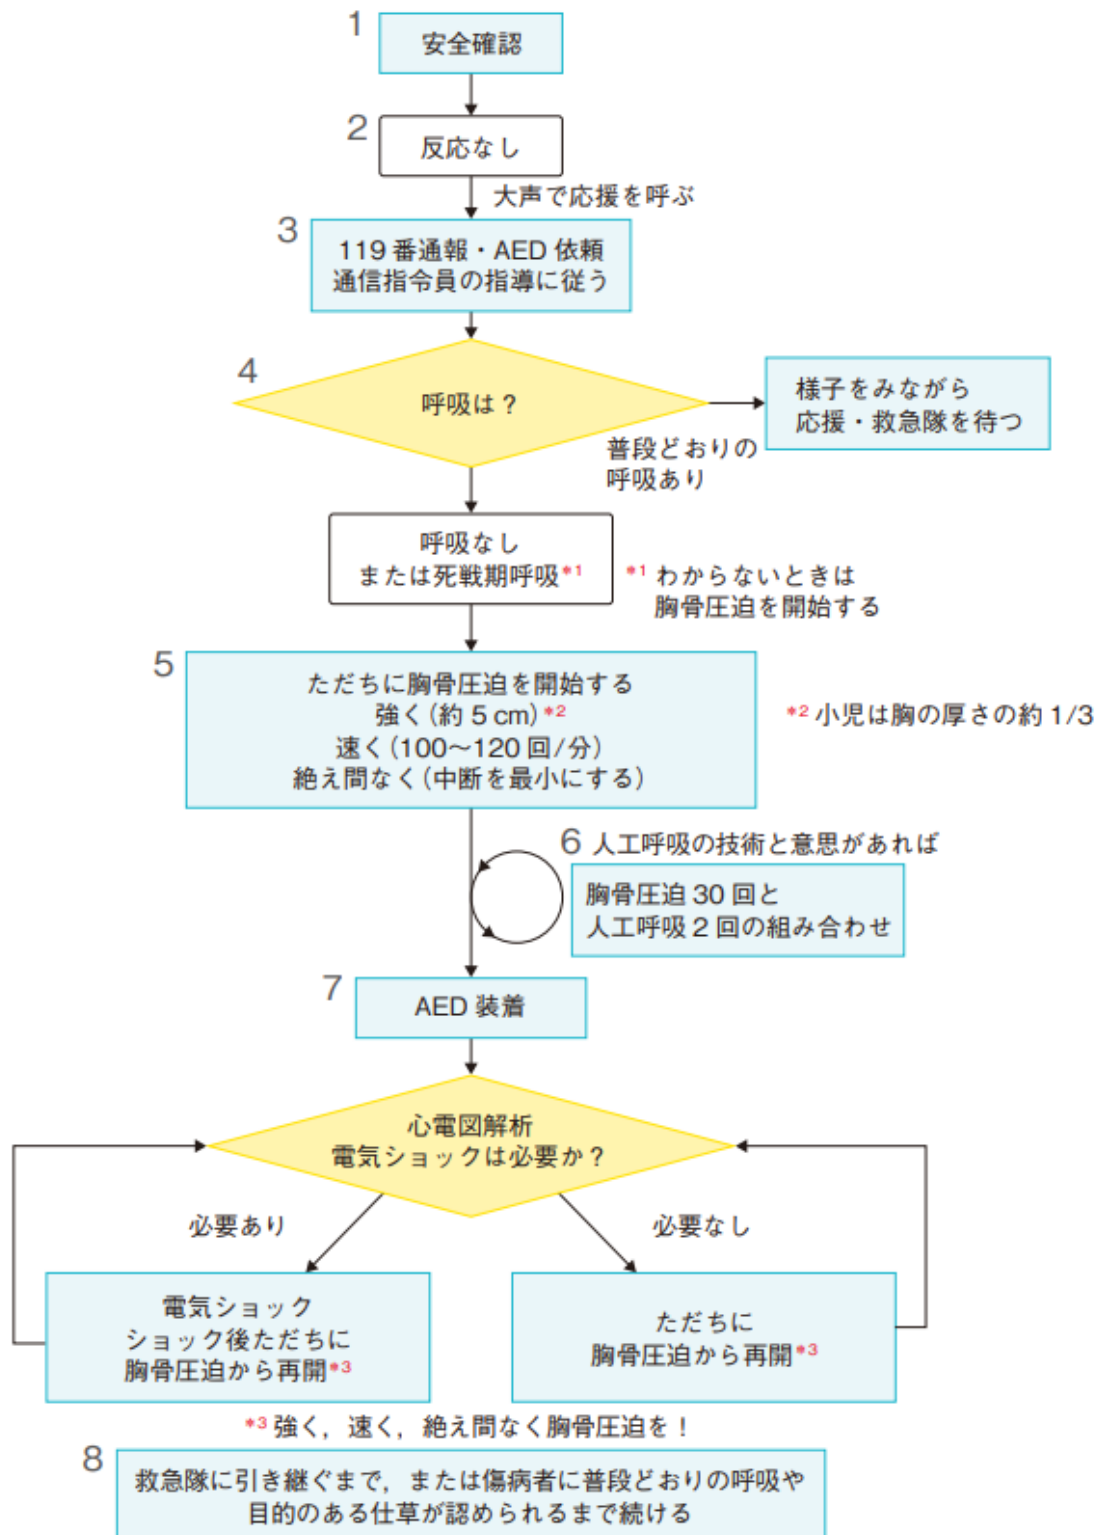 1
安全確認
2
反応なし
大声で応援を呼ぶ
3
119番通報・AED 依頼
通信指令員の指導に従う
4
呼吸は？
様子をみながら
応援・救急隊を待つ
普段どおりの
呼吸あり
呼吸なし
または死戦期呼吸*1
*1 わからないときは
胸骨圧迫を開始する
5
ただちに胸骨圧迫を開始する
強く（約5 cm）*2
速く（100〜120 回/分）
絶え間なく（中断を最小にする）
*2 小児は胸の厚さの約 1/3
6 人工呼吸の技術と意思があれば
胸骨圧迫 30 回と
人工呼吸 2 回の組み合わせ
7
AED 装着
心電図解析
電気ショックは必要か？
必要あり
必要なし
電気ショック
ショック後ただちに
胸骨圧迫から再開*3
ただちに
胸骨圧迫から再開*3
*3 強く，速く，絶え間なく胸骨圧迫を！
8
救急隊に引き継ぐまで，または傷病者に普段どおりの呼吸や
目的のある仕草が認められるまで続ける